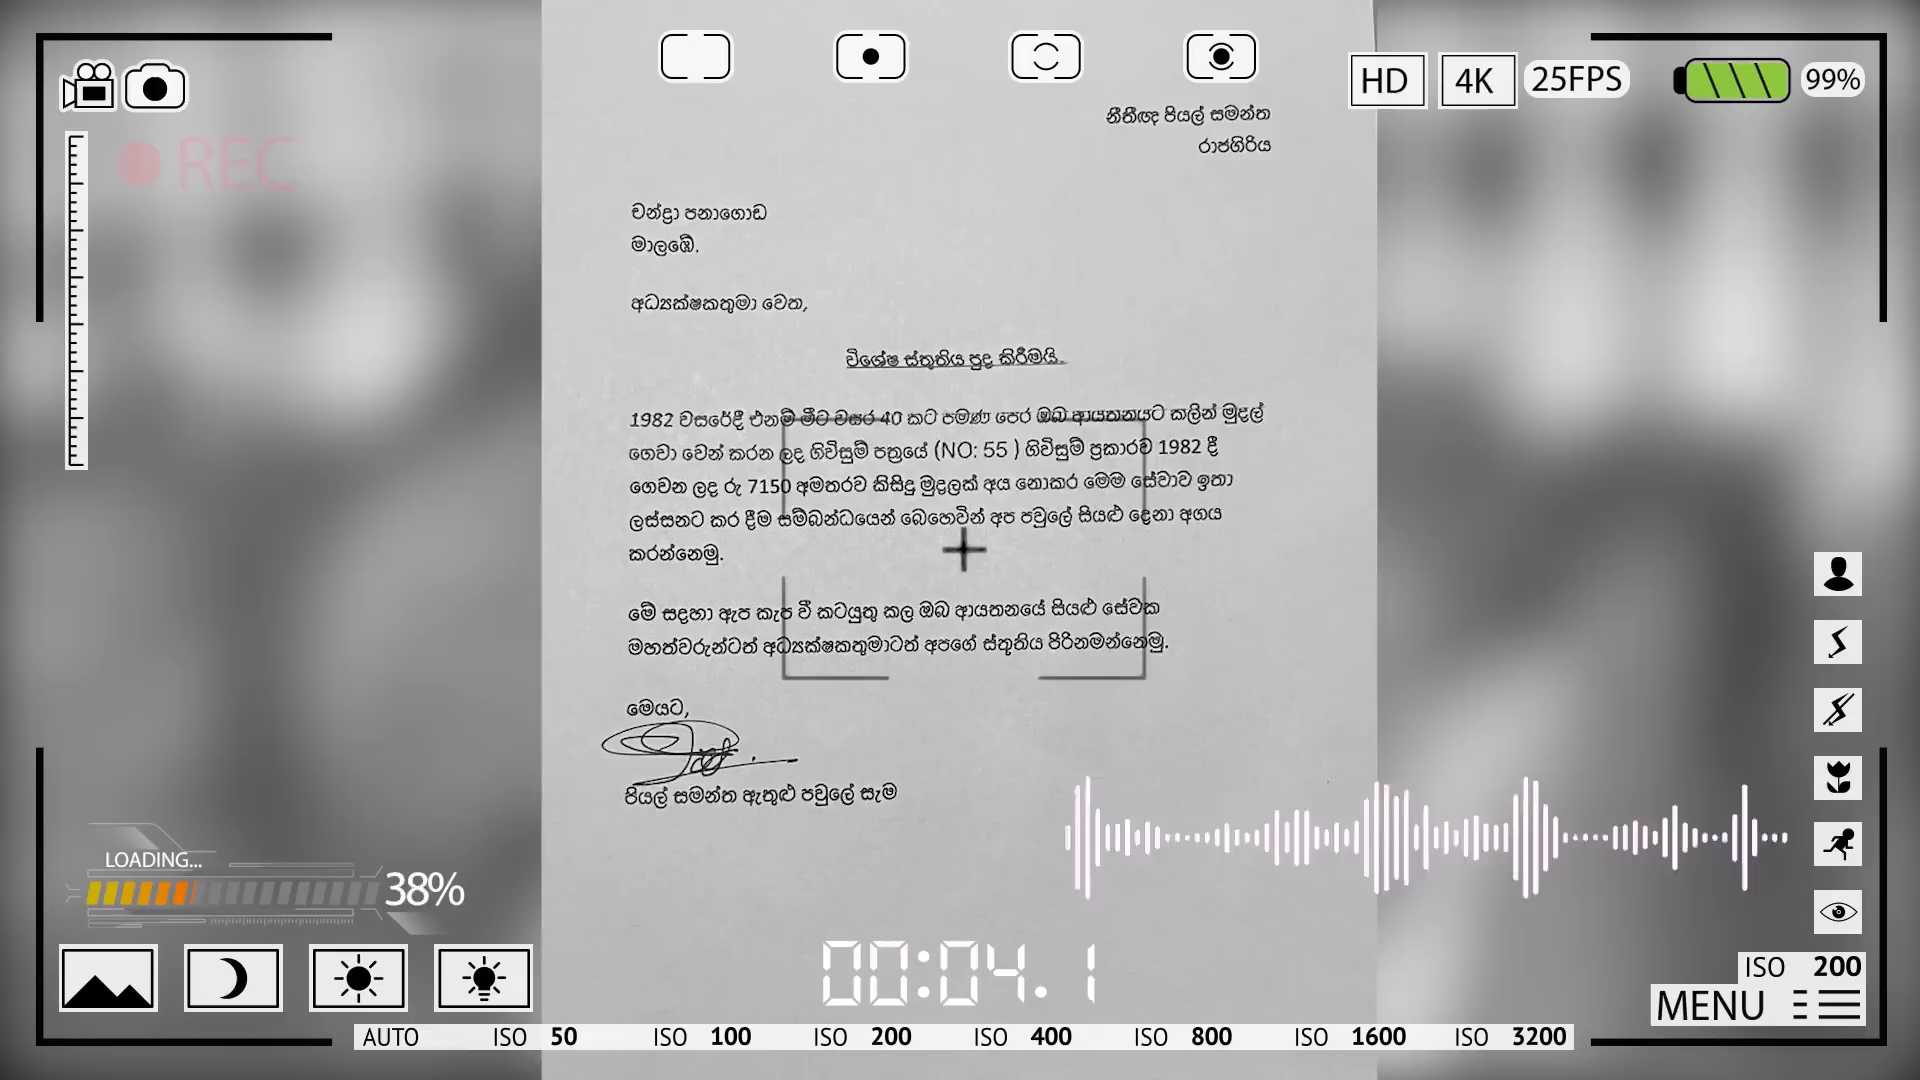 HD 4K 25FPS 99%
REC
නීතීඥ පියල් සමන්ත
රාජගිරිය
චන්ද්‍රා පනාගොඩ
මාලඹේ.
අධ්‍යක්ෂකතුමා වෙත,
විශේෂ ස්තුතිය පුද කිරීමයි.
1982 වසරේදී එනම් මීට වසර 40 කට පමණ පෙර ඔබ ආයතනයට කලින් මුදල්
ගෙවා වෙන් කරන ලද ගිවිසුම් පත්‍රයේ (NO: 55 ) ගිවිසුම් ප්‍රකාරව 1982 දී
ගෙවන ලද රු 7150 අමතරව කිසිදු මුදලක් අය නොකර මෙම සේවාව ඉතා
ලස්සනට කර දීම සම්බන්ධයෙන් බෙහෙවින් අප පවුලේ සියළු දෙනා අගය
කරන්නෙමු.
මේ සදහා ඇප කැප වී කටයුතු කල ඔබ ආයතනයේ සියළු සේවක
මහත්වරුන්ටත් අධ්‍යක්ෂකතුමාටත් අපගේ ස්තූතිය පිරිනමන්නෙමු.
මෙයට,
පියල් සමන්ත ඇතුළු පවුලේ සැම
LOADING...
38%
00:04.1
ISO 200
MENU
AUTO ISO 50 ISO 100 ISO 200 ISO 400 ISO 800 ISO 1600 ISO 3200